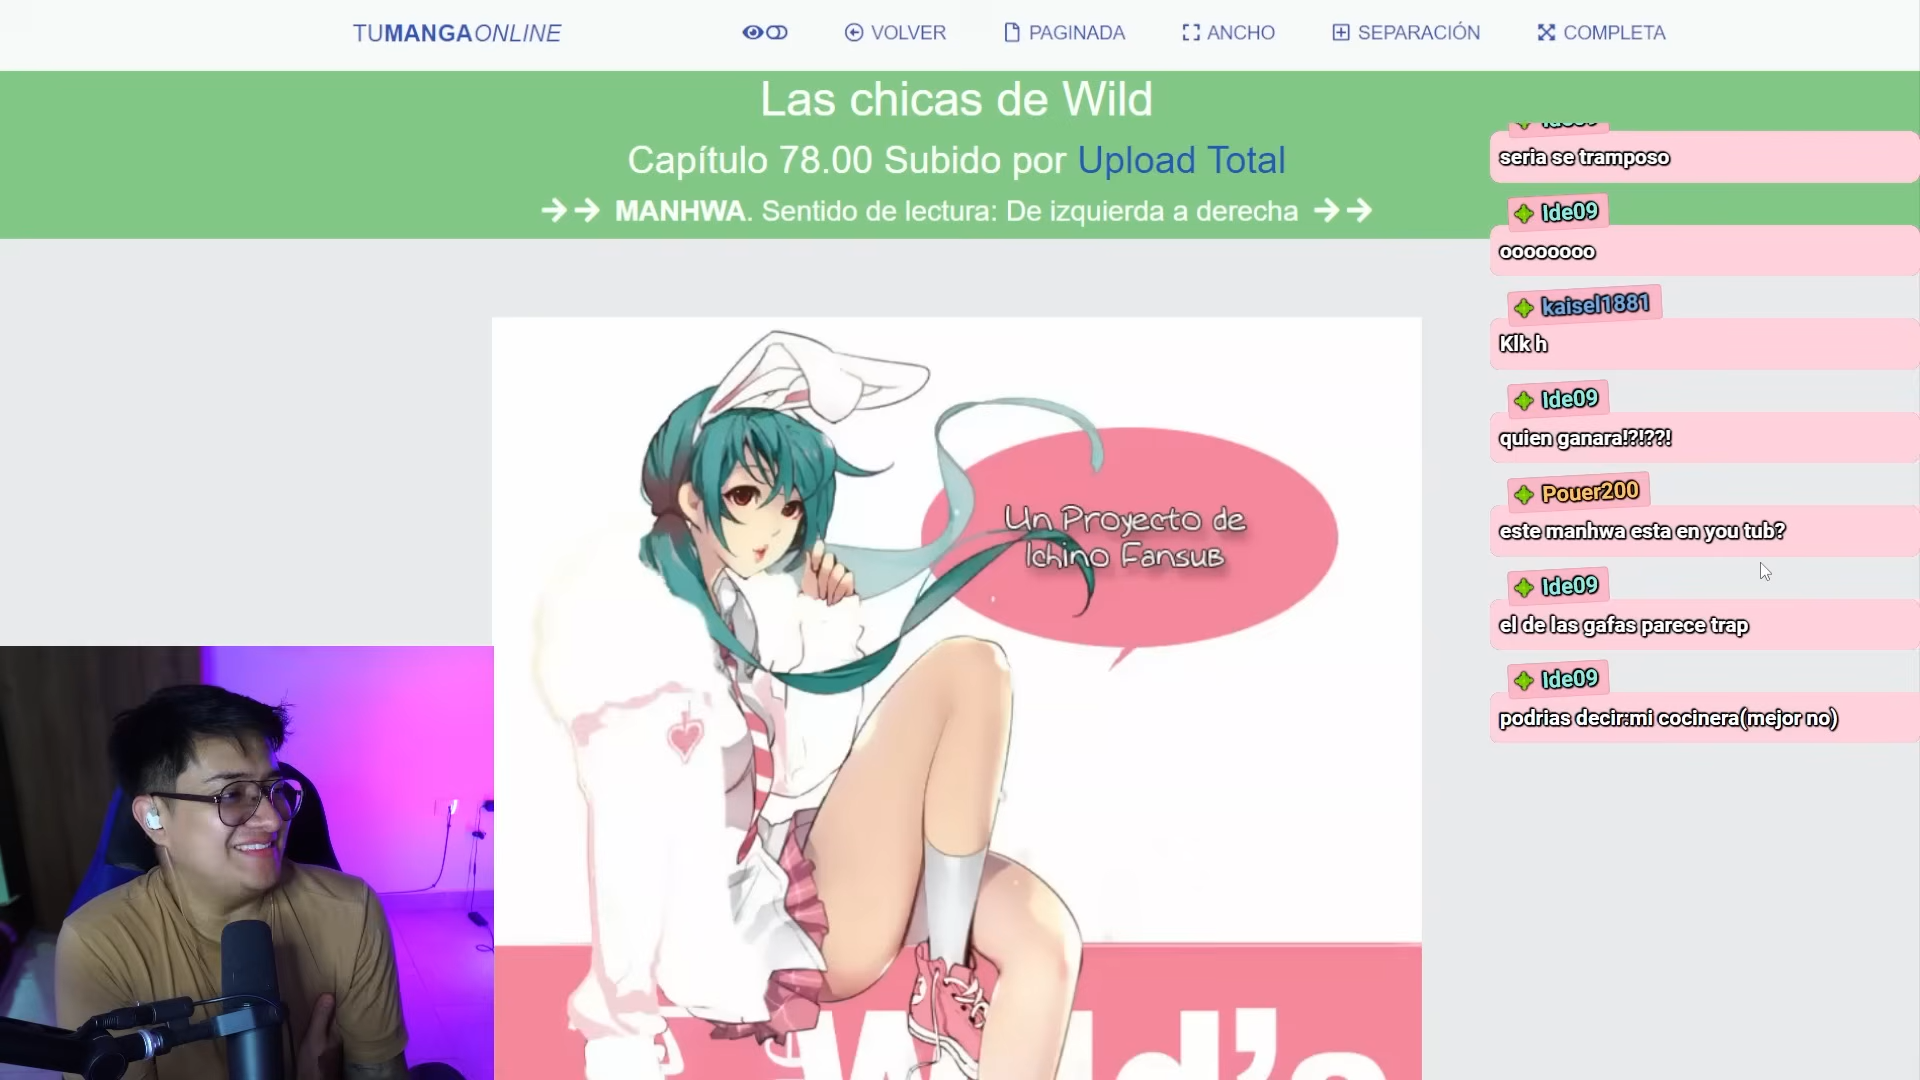 TUMANGAONLINE
VOLVER
PAGINADA
ANCHO
SEPARACIÓN
COMPLETA
Las chicas de Wild
Capítulo 78.00 Subido por Upload Total
MANHWA. Sentido de lectura: De izquierda a derecha
Un Proyecto de
Ichino Fansub
Ide09
seria se tramposo
Ide09
oooooooo
kaisel1881
Klk h
Ide09
quien ganara!?!??!
Pouer200
este manhwa esta en you tub?
Ide09
el de las gafas parece trap
Ide09
podrias decir:mi cocinera(mejor no)
Wild's